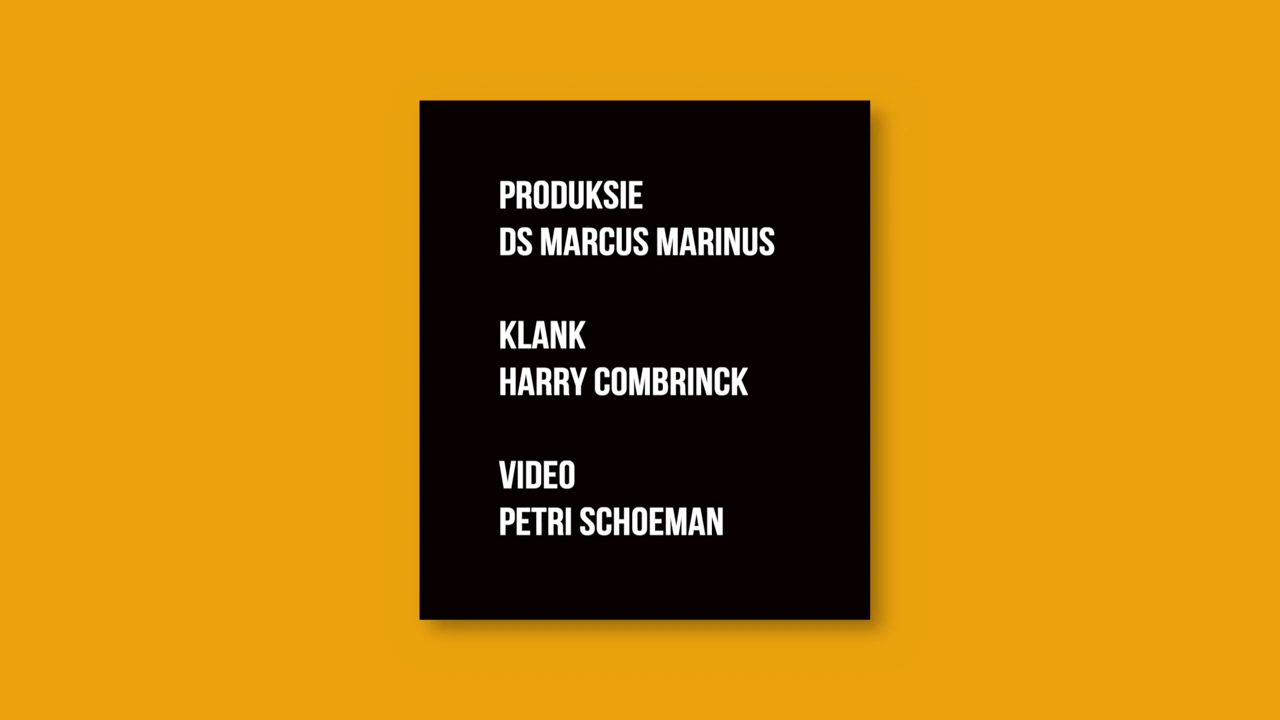 PRODUKSIE
DS MARCUS MARINUS
KLANK
HARRY COMBRINCK
VIDEO
PETRI SCHOEMAN